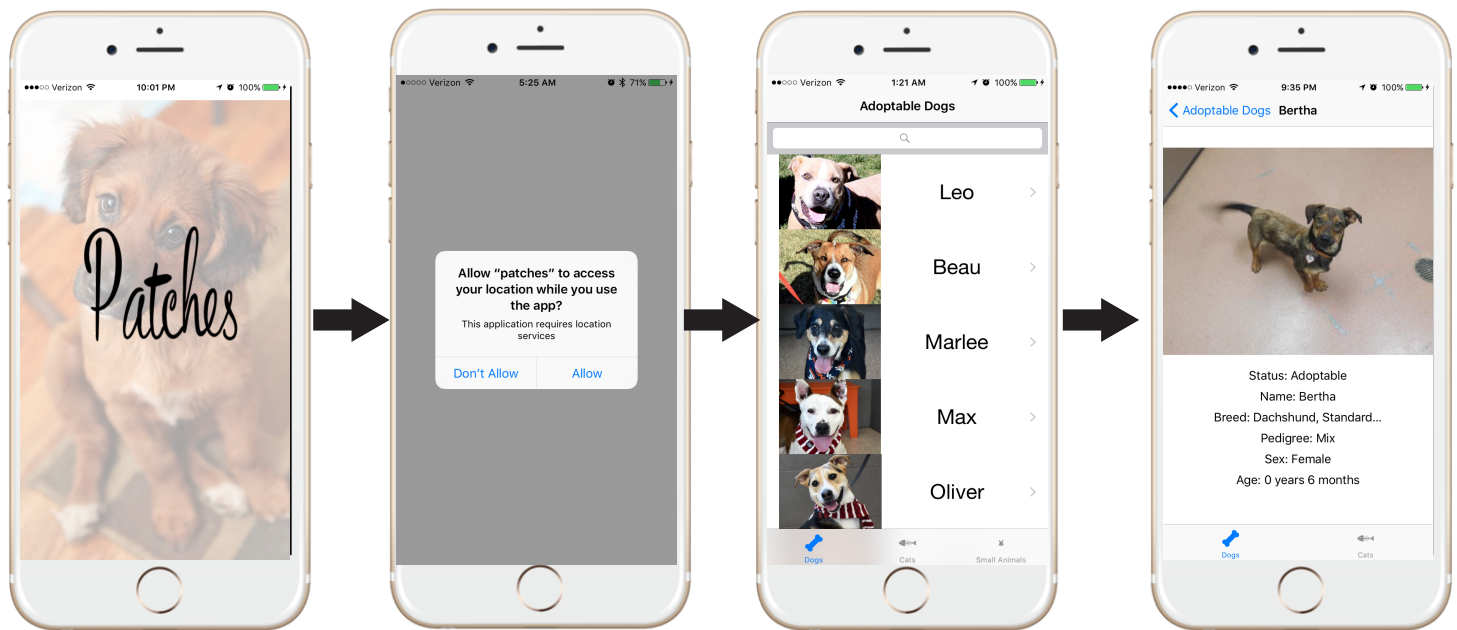 Verizon 10:01 PM 100%
Patches
Verizon 5:25 AM 71%
Allow “patches” to access
your location while you use
the app?
This application requires location
services
Don’t Allow Allow
Verizon 1:21 AM 100%
Adoptable Dogs
Leo
Beau
Marlee
Max
Oliver
Dogs Cats Small Animals
Verizon 9:35 PM 100%
Adoptable Dogs Bertha
Status: Adoptable
Name: Bertha
Breed: Dachshund, Standard...
Pedigree: Mix
Sex: Female
Age: 0 years 6 months
Dogs Cats